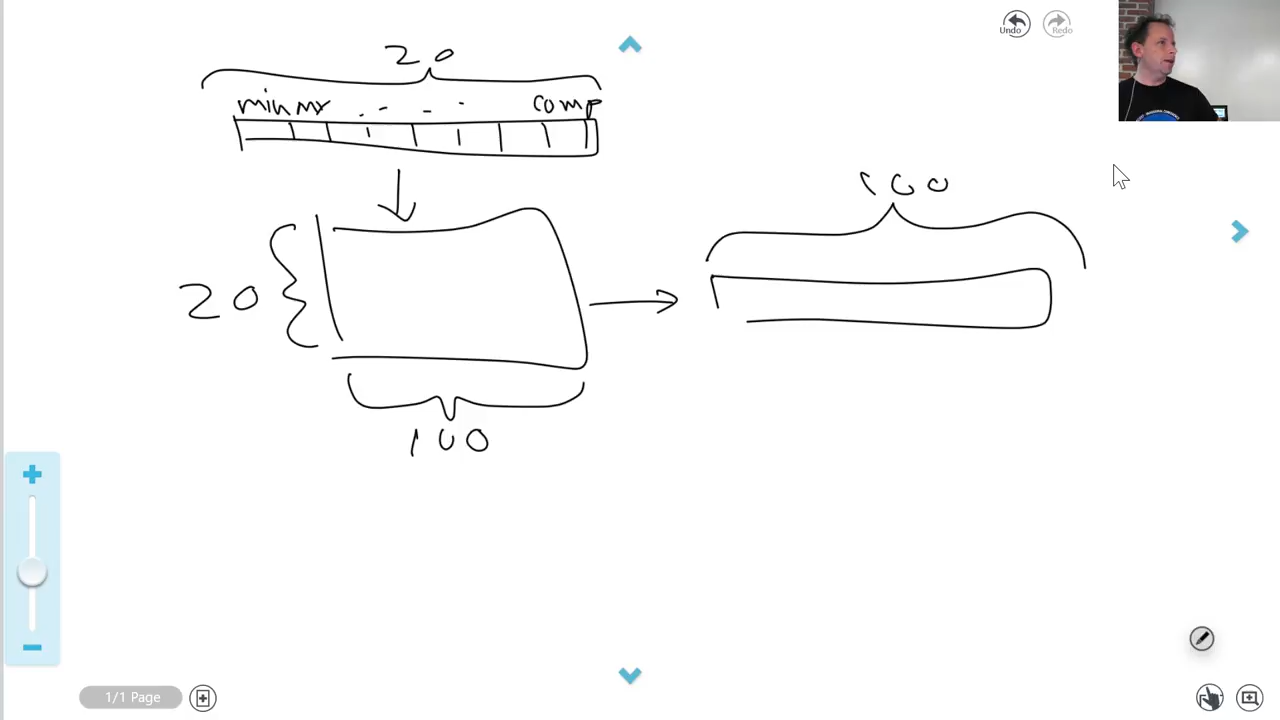 20
min mx . - - . comp
100
20
100
Undo
Redo
1/1 Page